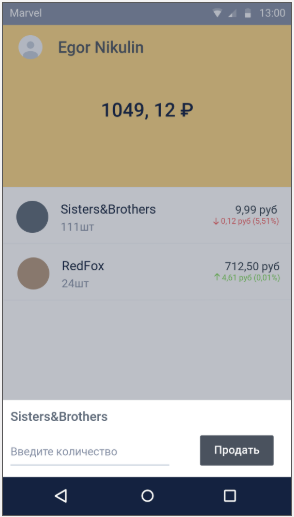 Marvel 13:00
Egor Nikulin
1049, 12 ₽
Sisters&Brothers 9,99 руб
111шт ↓ 0,12 руб (5,51%)
RedFox 712,50 руб
24шт ↑ 4,61 руб (0,01%)
Sisters&Brothers
Введите количество Продать